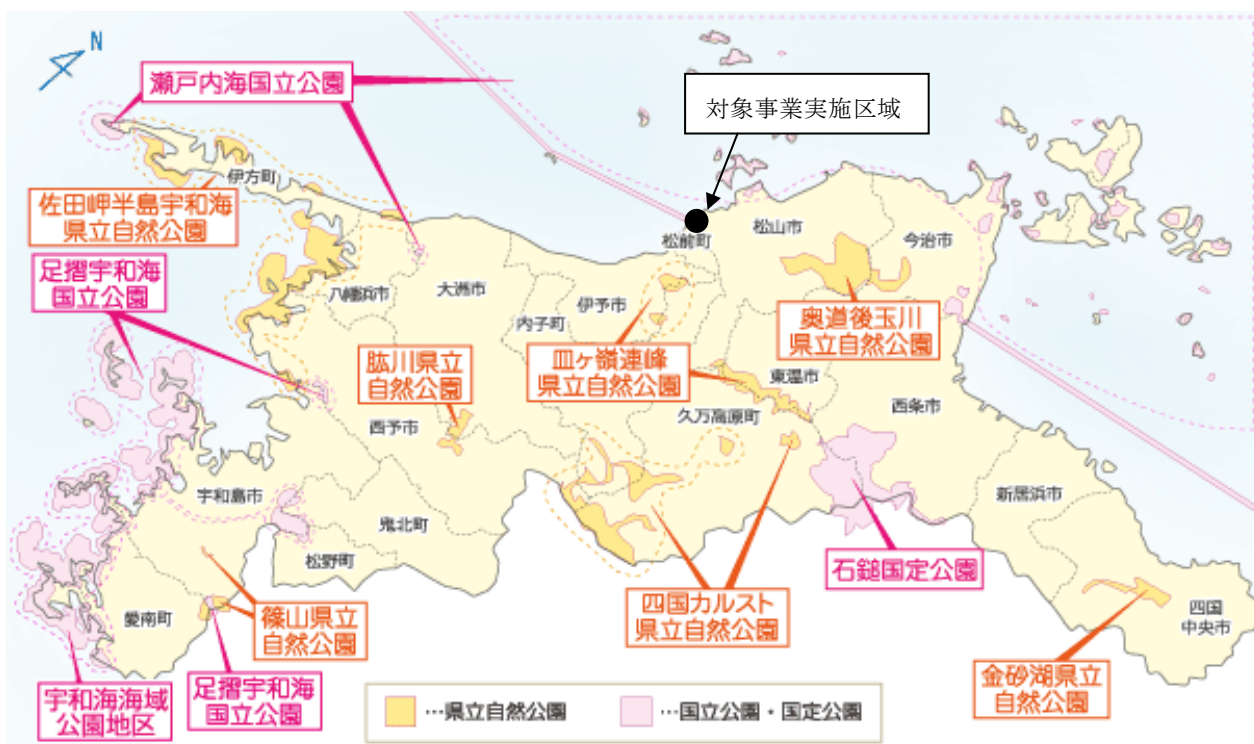 N
瀬戸内海国立公園
対象事業実施区域
伊方町
佐田岬半島宇和海
県立自然公園
松前町
松山市
今治市
足摺宇和海
国立公園
八幡浜市
大洲市
内子町
伊予市
奥道後玉川
県立自然公園
肱川県立
自然公園
皿ヶ嶺連峰
県立自然公園
東温市
西条市
久万高原町
西予市
宇和島市
新居浜市
鬼北町
松野町
石鎚国定公園
愛南町
篠山県立
自然公園
四国カルスト
県立自然公園
四国
中央市
金砂湖県立
自然公園
宇和海海域
公園地区
足摺宇和海
国立公園
…県立自然公園
…国立公園・国定公園